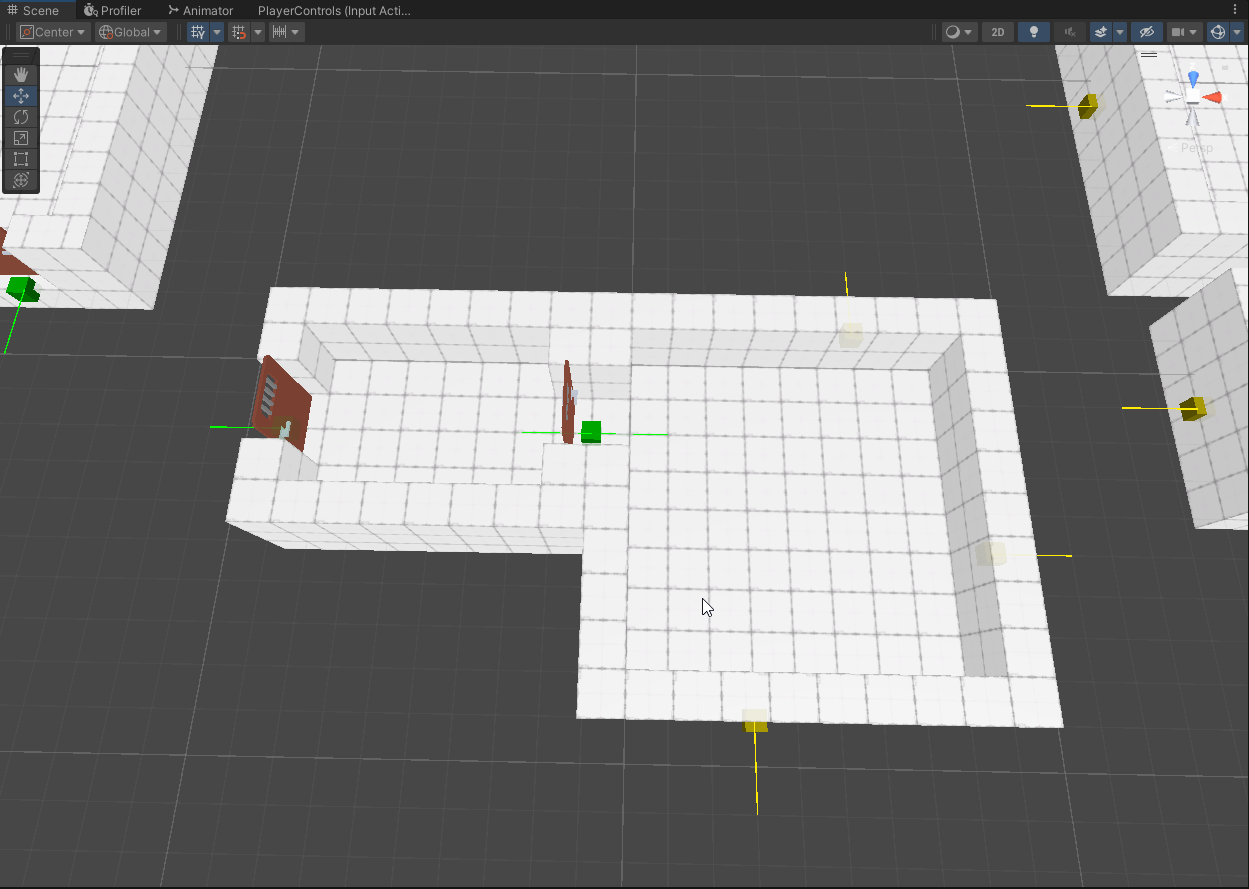 Scene Profiler Animator PlayerControls (Input Acti...
Center Global 2D
Persp